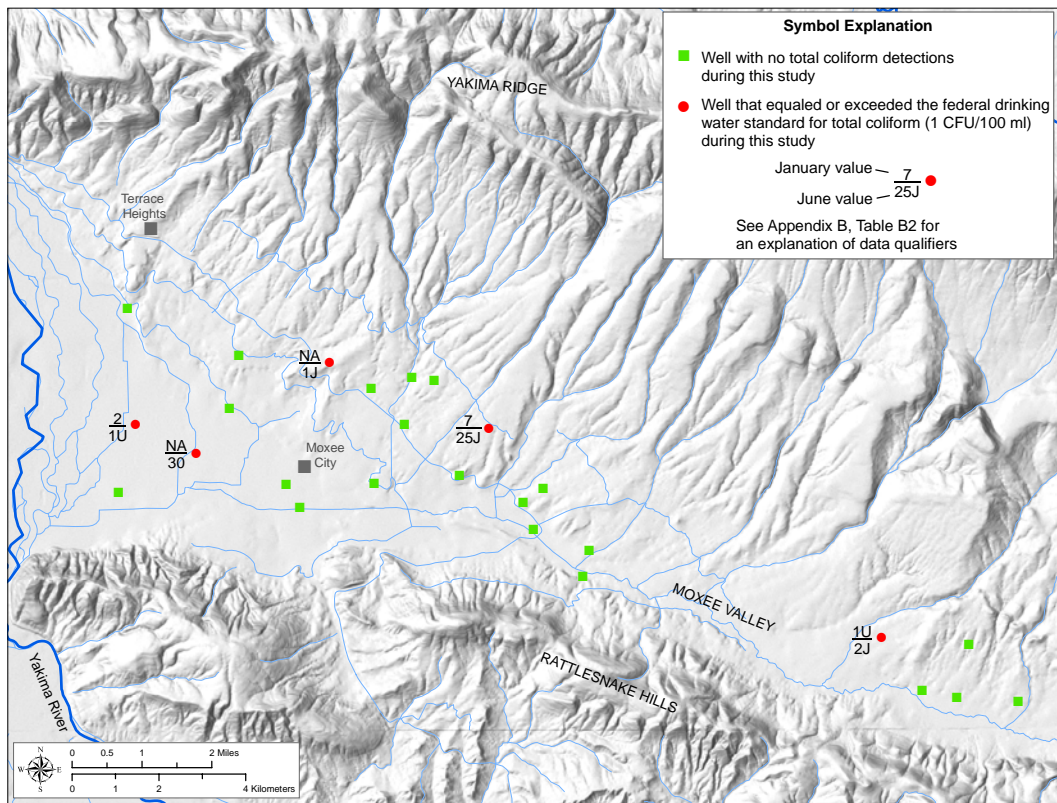 Symbol Explanation
Well with no total coliform detections
during this study
Well that equaled or exceeded the federal drinking
water standard for total coliform (1 CFU/100 ml)
during this study
January value
7
25J
June value
See Appendix B, Table B2 for
an explanation of data qualifiers
YAKIMA RIDGE
Terrace
Heights
NA
1J
2
1U
NA
30
7
25J
Moxee
City
MOXEE VALLEY
1U
2J
RATTLESNAKE HILLS
Yakima River
N
W E
S
0 0.5 1 2 Miles
0 1 2 4 Kilometers